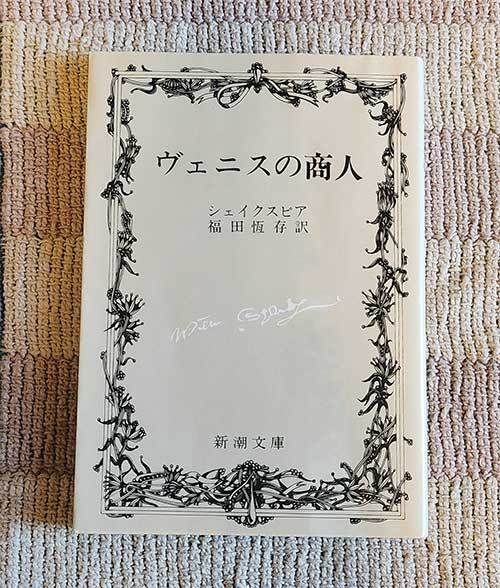 ヴェニスの商人
シェイクスピア
福田恆存訳
新潮文庫